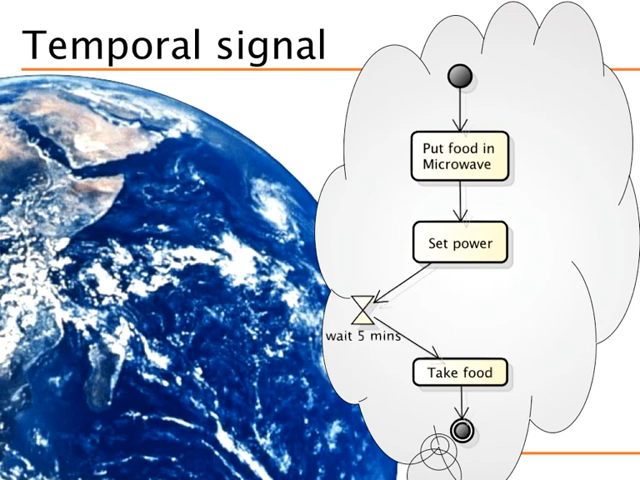 Temporal signal
Put food in
Microwave
Set power
wait 5 mins
Take food